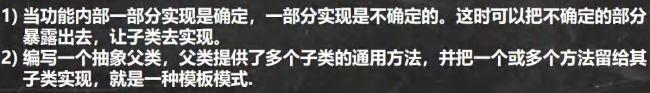 1) 当功能内部一部分实现是确定，一部分实现是不确定的。这时可以把不确定的部分
暴露出去，让子类去实现。
2) 编写一个抽象父类，父类提供了多个子类的通用方法，并把一个或多个方法留给其
子类实现，就是一种模板模式.